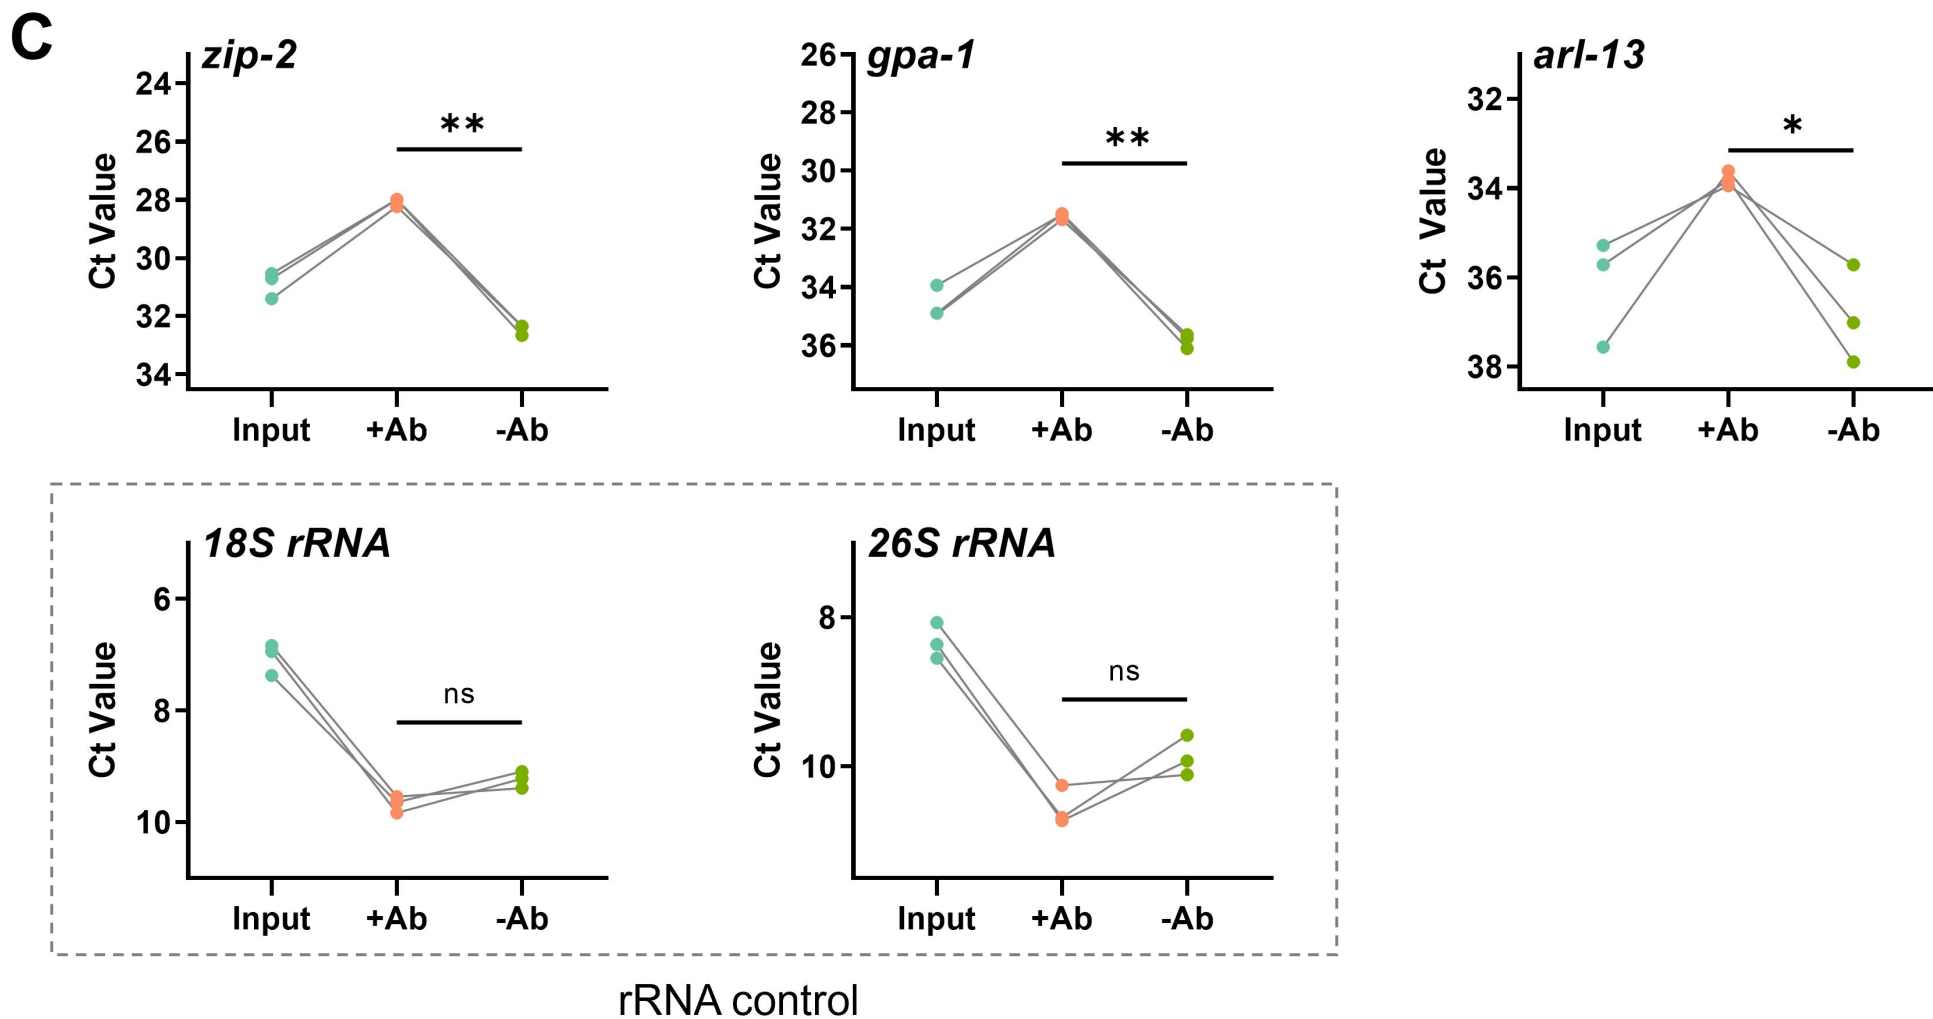 C
zip-2
24
26
28
30
32
34
Ct Value
**
Input +Ab -Ab
gpa-1
26
28
30
32
34
36
Ct Value
**
Input +Ab -Ab
arl-13
32
34
36
38
Ct Value
*
Input +Ab -Ab
18S rRNA
6
8
10
Ct Value
ns
Input +Ab -Ab
26S rRNA
8
10
Ct Value
ns
Input +Ab -Ab
rRNA control